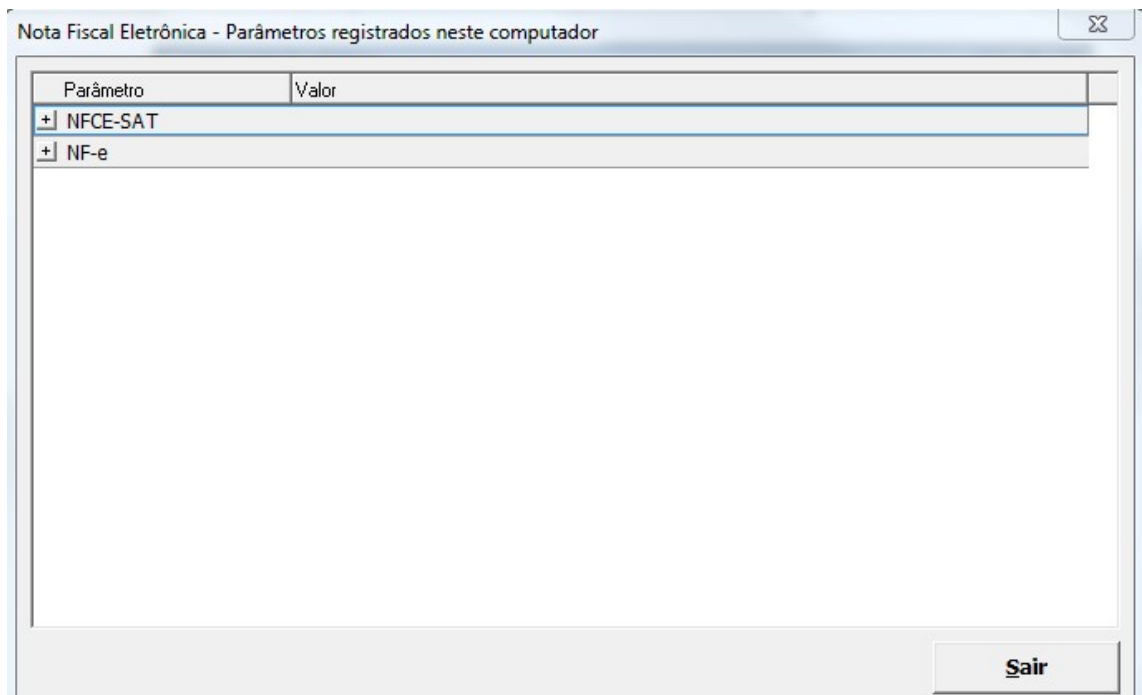 Nota Fiscal Eletrônica - Parâmetros registrados neste computador
Parâmetro Valor
NFCE-SAT
NF-e
Sair